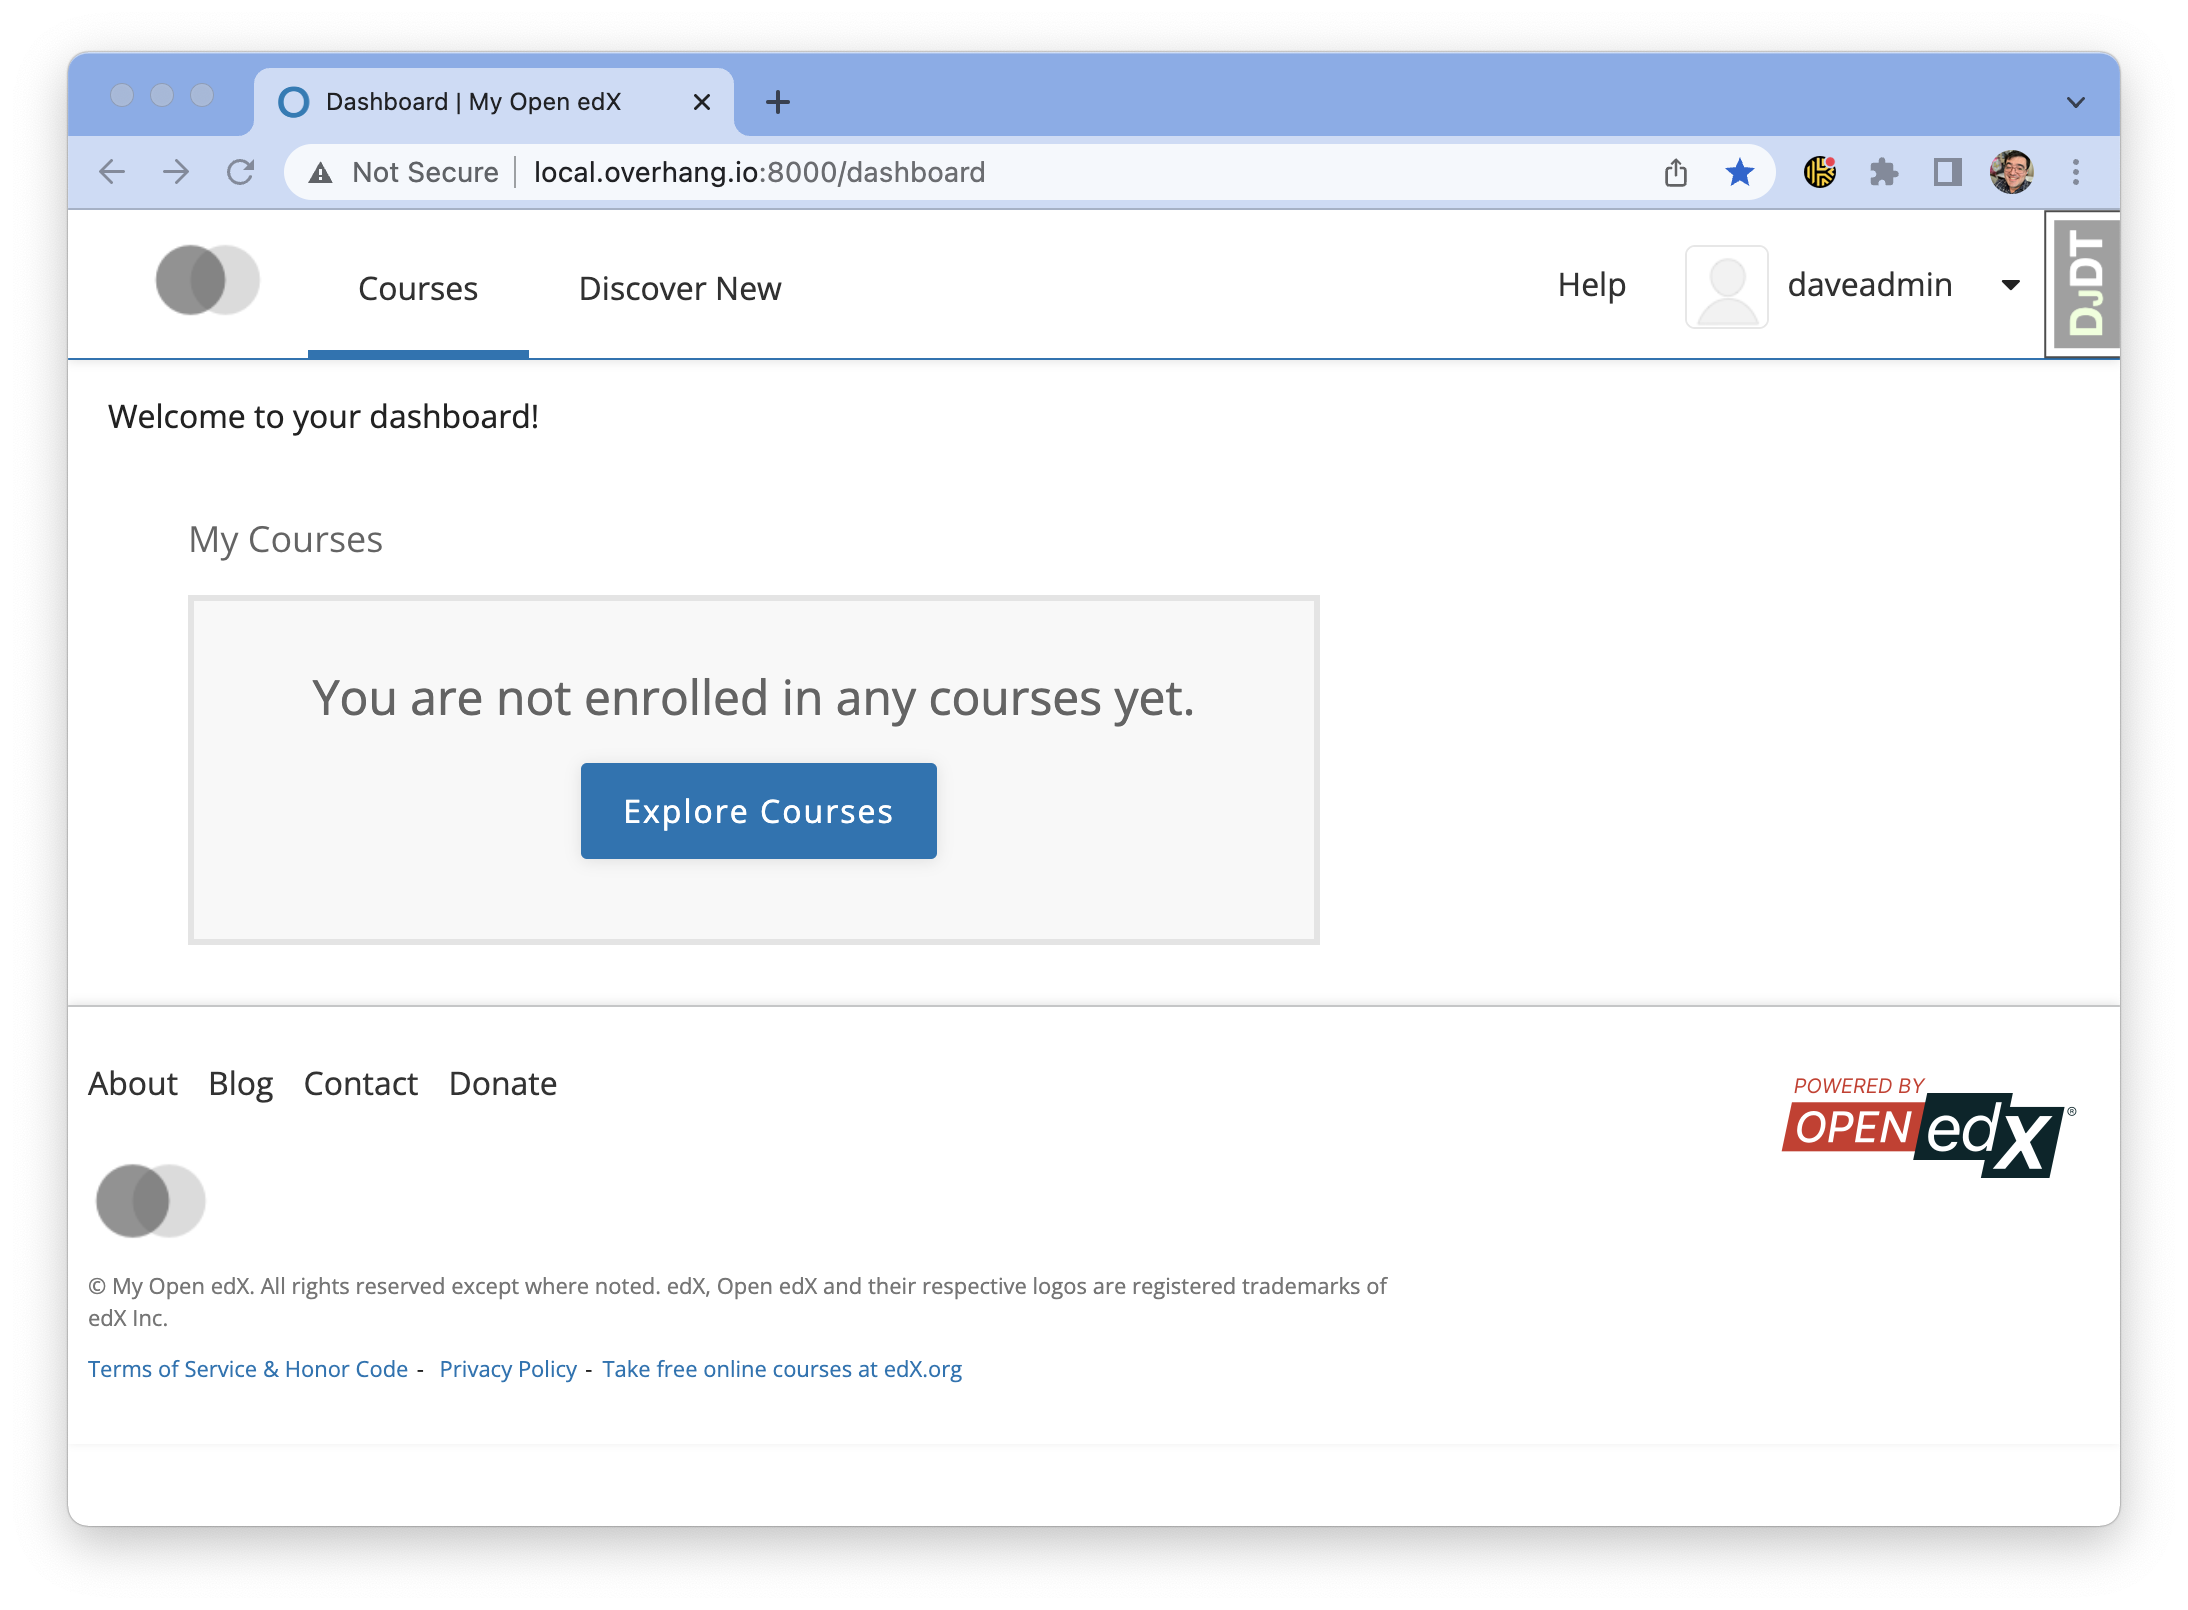 Dashboard | My Open edX
Not Secure
local.overhang.io:8000/dashboard
Courses
Discover New
Help
daveadmin
DJDT
Welcome to your dashboard!
My Courses
You are not enrolled in any courses yet.
Explore Courses
About Blog Contact Donate
POWERED BY
OPEN edX ®
© My Open edX. All rights reserved except where noted. edX, Open edX and their respective logos are registered trademarks of
edX Inc.
Terms of Service & Honor Code - Privacy Policy - Take free online courses at edX.org